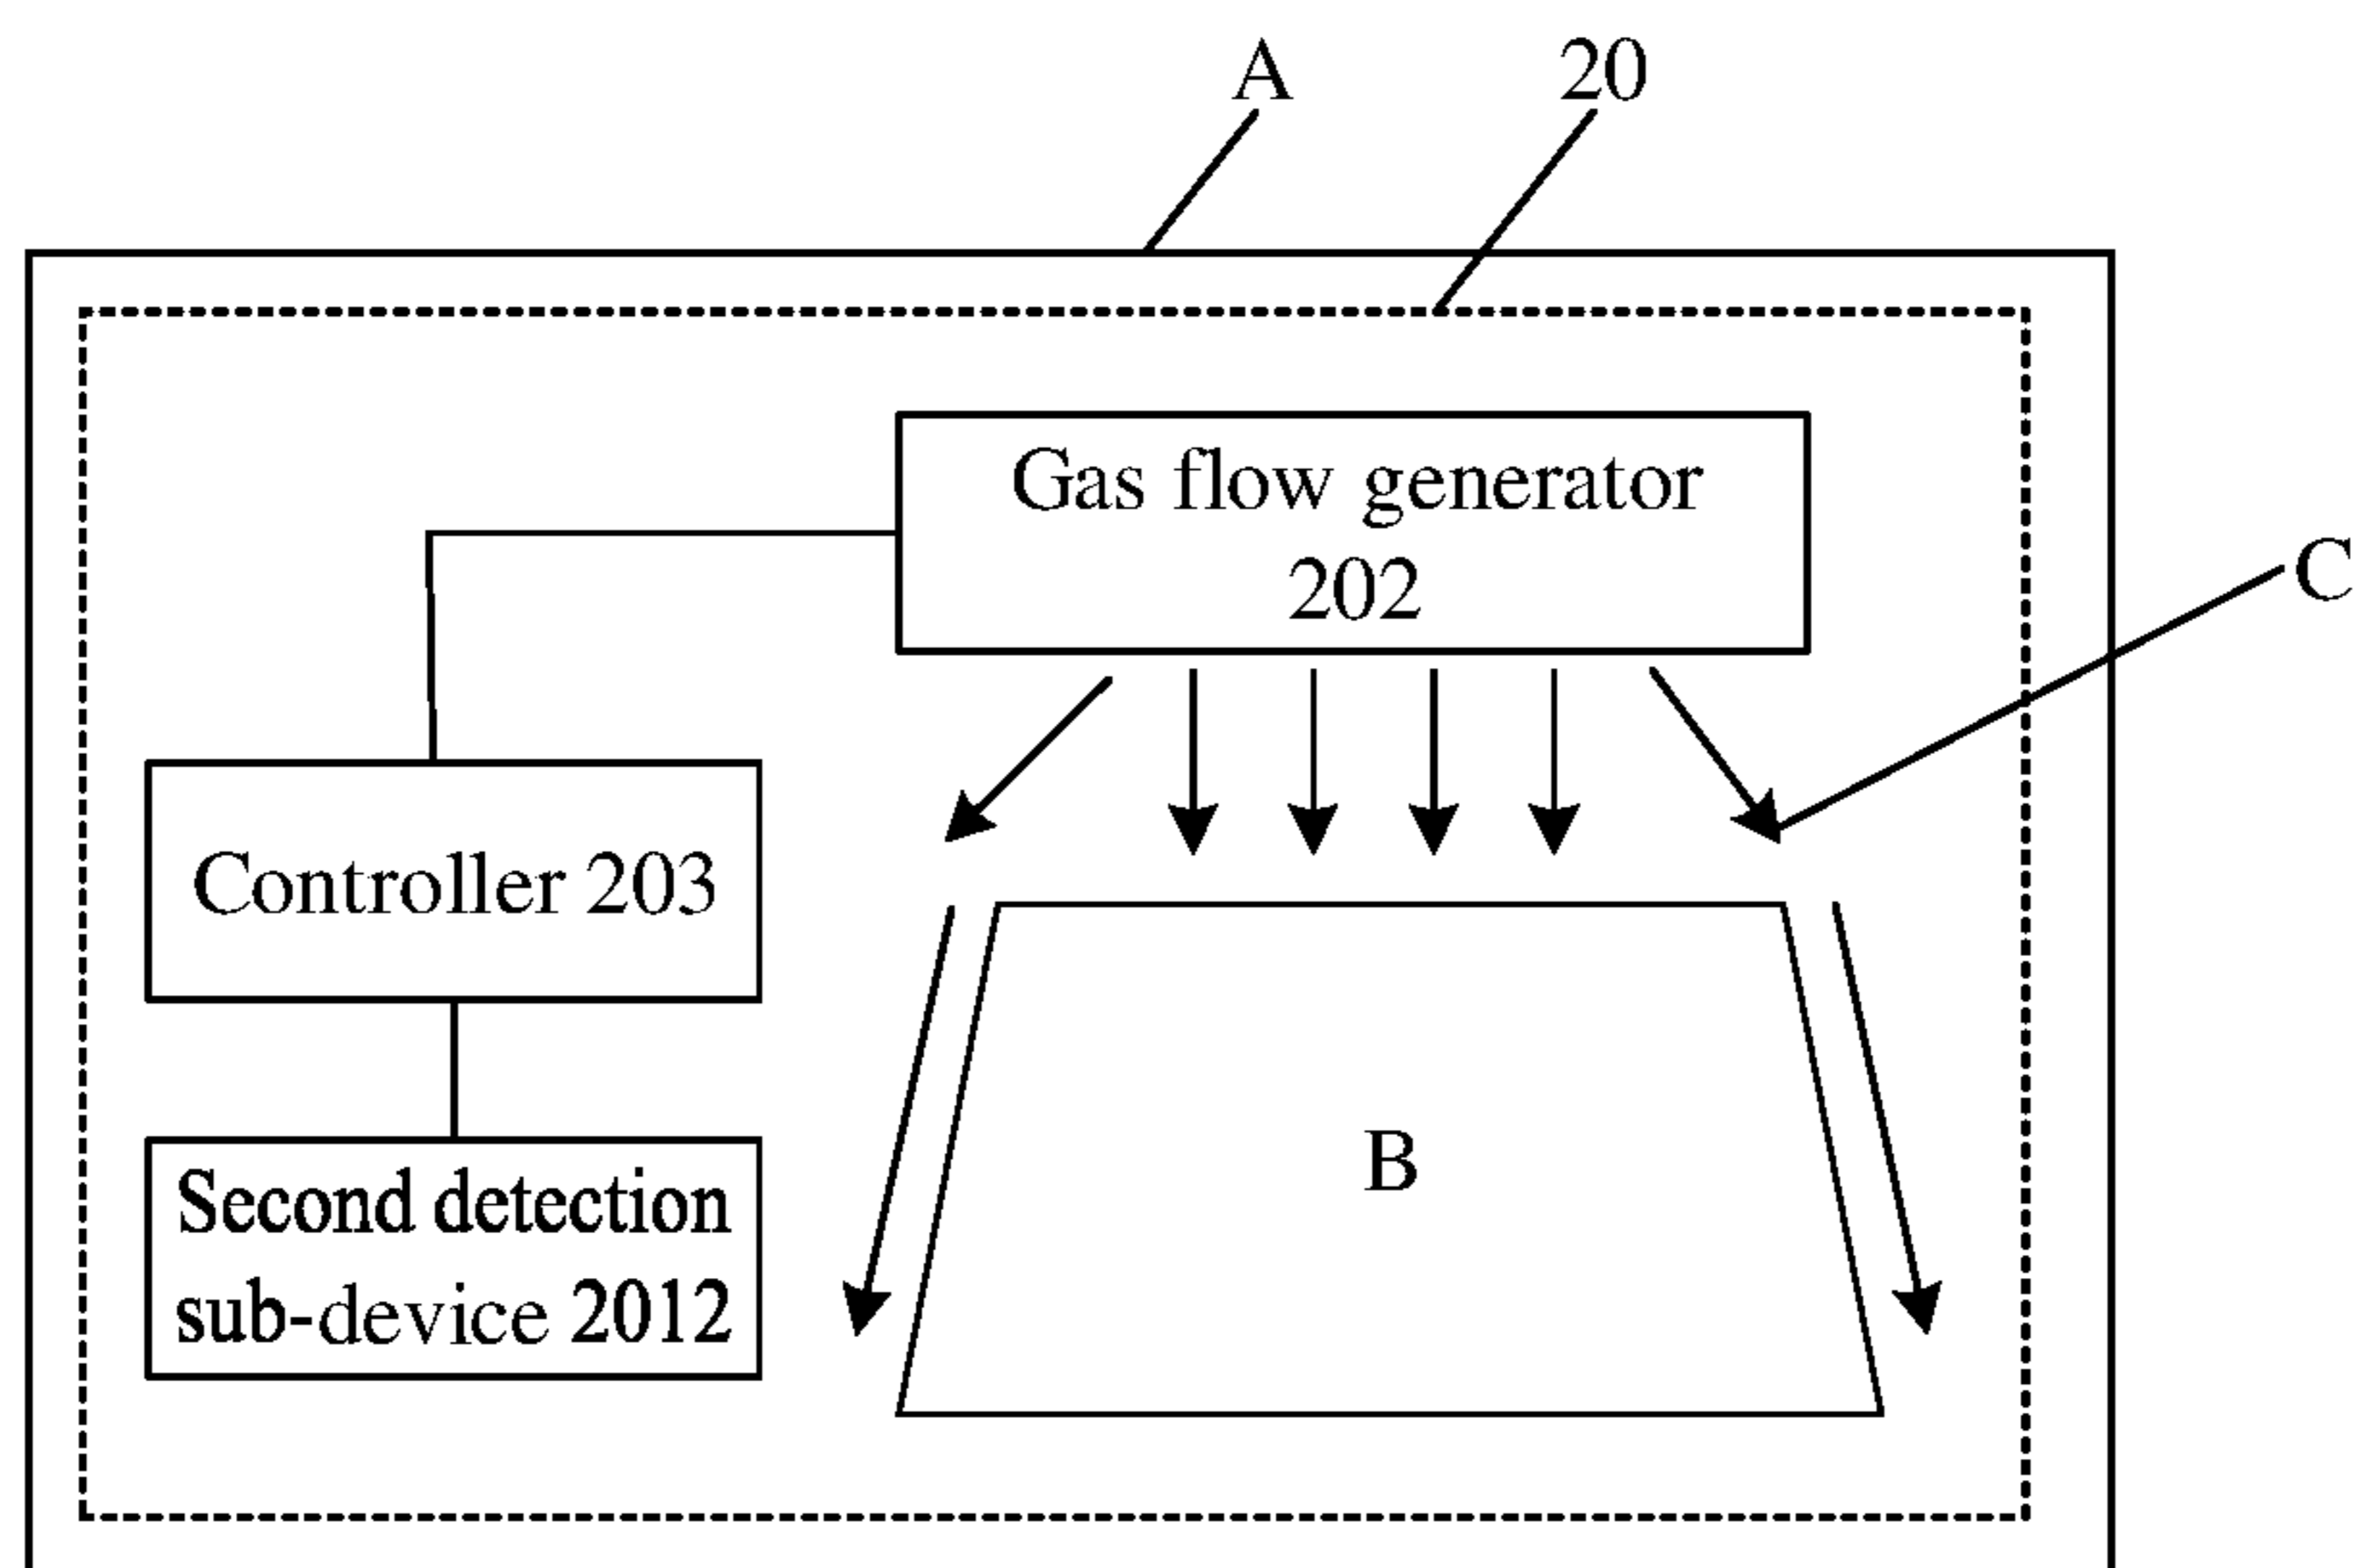 A
20
Gas flow generator
202
C
Controller 203
B
Second detection
sub-device 2012